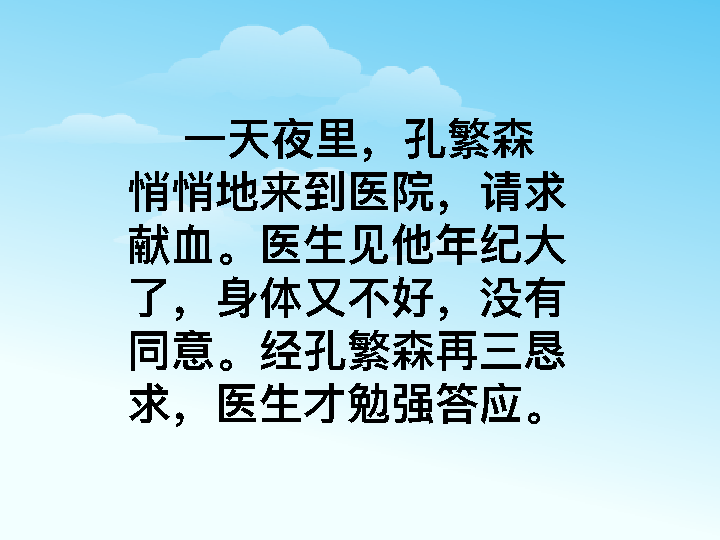 一天夜里，孔繁森
悄悄地来到医院，请求
献血。医生见他年纪大
了，身体又不好，没有
同意。经孔繁森再三恳
求，医生才勉强答应。